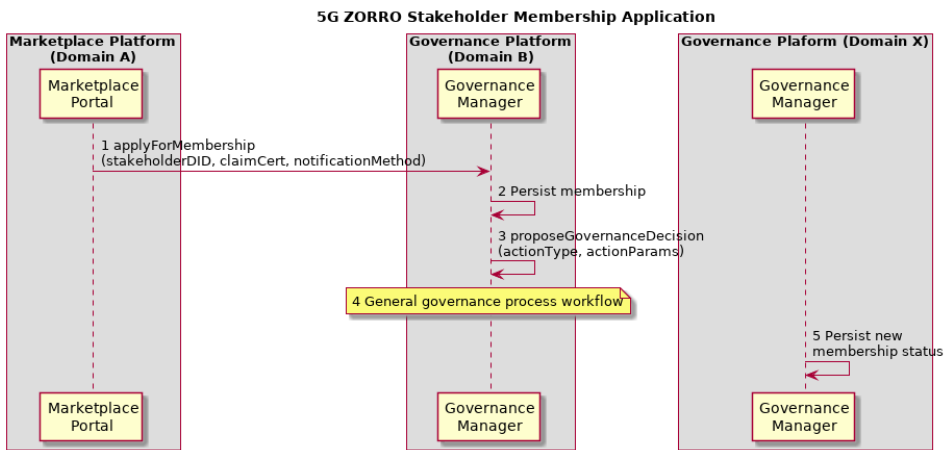 5G ZORRO Stakeholder Membership Application
Marketplace Platform
(Domain A)
Governance Platform
(Domain B)
Governance Plaform (Domain X)
Marketplace
Portal
Governance
Manager
Governance
Manager
1 applyForMembership
(stakeholderDID, claimCert, notificationMethod)
2 Persist membership
3 proposeGovernanceDecision
(actionType, actionParams)
4 General governance process workflow
5 Persist new
membership status
Marketplace
Portal
Governance
Manager
Governance
Manager